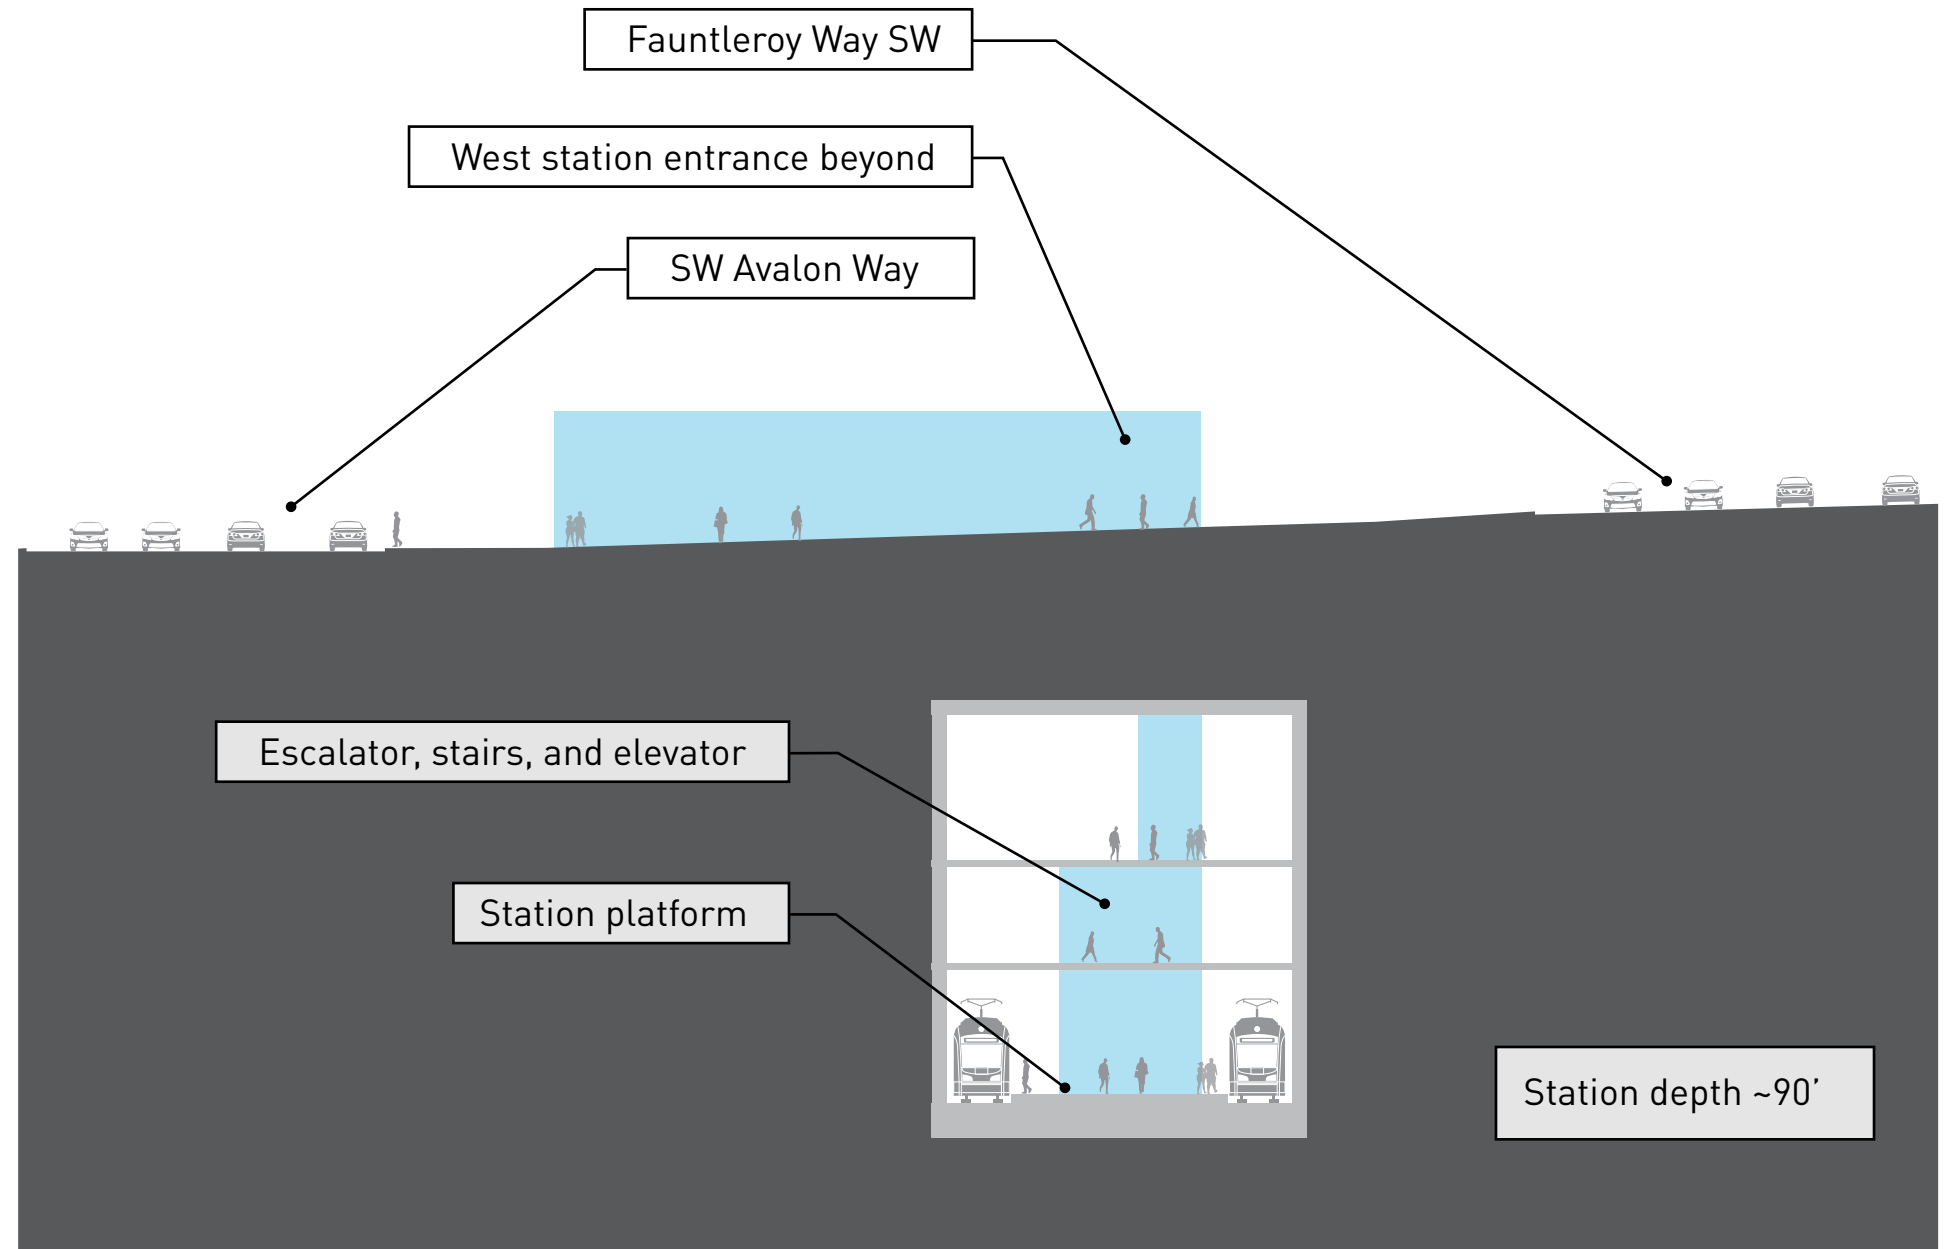 Fauntleroy Way SW
West station entrance beyond
SW Avalon Way
Escalator, stairs, and elevator
Station platform
Station depth ~90’